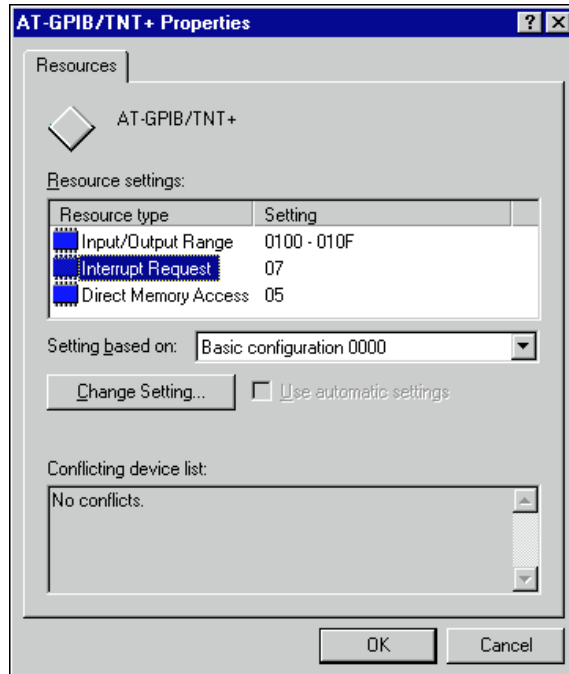 AT-GPIB/TNT+ Properties
Resources
AT-GPIB/TNT+
Resource settings:
Resource type Setting
Input/Output Range 0100 - 010F
Interrupt Request 07
Direct Memory Access 05
Setting based on: Basic configuration 0000
Change Setting... Use automatic settings
Conflicting device list:
No conflicts.
OK Cancel